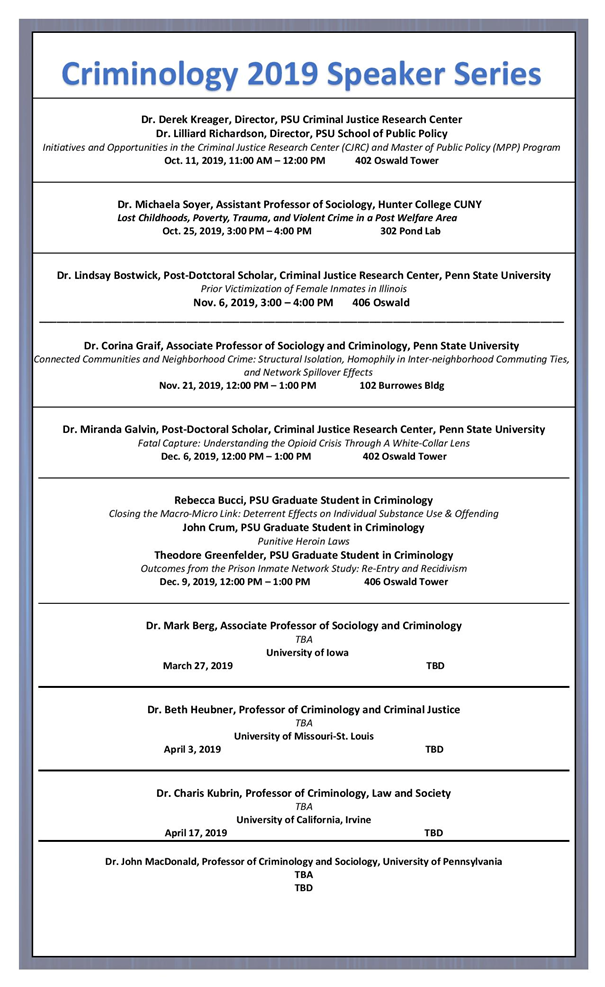 Criminology 2019 Speaker Series
Dr. Derek Kreager, Director, PSU Criminal Justice Research Center
Dr. Lilliard Richardson, Director, PSU School of Public Policy
Initiatives and Opportunities in the Criminal Justice Research Center (CJRC) and Master of Public Policy (MPP) Program
Oct. 11, 2019, 11:00 AM – 12:00 PM 402 Oswald Tower
Dr. Michaela Soyer, Assistant Professor of Sociology, Hunter College CUNY
Lost Childhoods, Poverty, Trauma, and Violent Crime in a Post Welfare Area
Oct. 25, 2019, 3:00 PM – 4:00 PM 302 Pond Lab
Dr. Lindsay Bostwick, Post-Dotctoral Scholar, Criminal Justice Research Center, Penn State University
Prior Victimization of Female Inmates in Illinois
Nov. 6, 2019, 3:00 – 4:00 PM 406 Oswald
Dr. Corina Graif, Associate Professor of Sociology and Criminology, Penn State University
Connected Communities and Neighborhood Crime: Structural Isolation, Homophily in Inter-neighborhood Commuting Ties,
and Network Spillover Effects
Nov. 21, 2019, 12:00 PM – 1:00 PM 102 Burrowes Bldg
Dr. Miranda Galvin, Post-Doctoral Scholar, Criminal Justice Research Center, Penn State University
Fatal Capture: Understanding the Opioid Crisis Through A White-Collar Lens
Dec. 6, 2019, 12:00 PM – 1:00 PM 402 Oswald Tower
Rebecca Bucci, PSU Graduate Student in Criminology
Closing the Macro-Micro Link: Deterrent Effects on Individual Substance Use & Offending
John Crum, PSU Graduate Student in Criminology
Punitive Heroin Laws
Theodore Greenfelder, PSU Graduate Student in Criminology
Outcomes from the Prison Inmate Network Study: Re-Entry and Recidivism
Dec. 9, 2019, 12:00 PM – 1:00 PM 406 Oswald Tower
Dr. Mark Berg, Associate Professor of Sociology and Criminology
TBA
University of Iowa
March 27, 2019 TBD
Dr. Beth Heubner, Professor of Criminology and Criminal Justice
TBA
University of Missouri-St. Louis
April 3, 2019 TBD
Dr. Charis Kubrin, Professor of Criminology, Law and Society
TBA
University of California, Irvine
April 17, 2019 TBD
Dr. John MacDonald, Professor of Criminology and Sociology, University of Pennsylvania
TBA
TBD